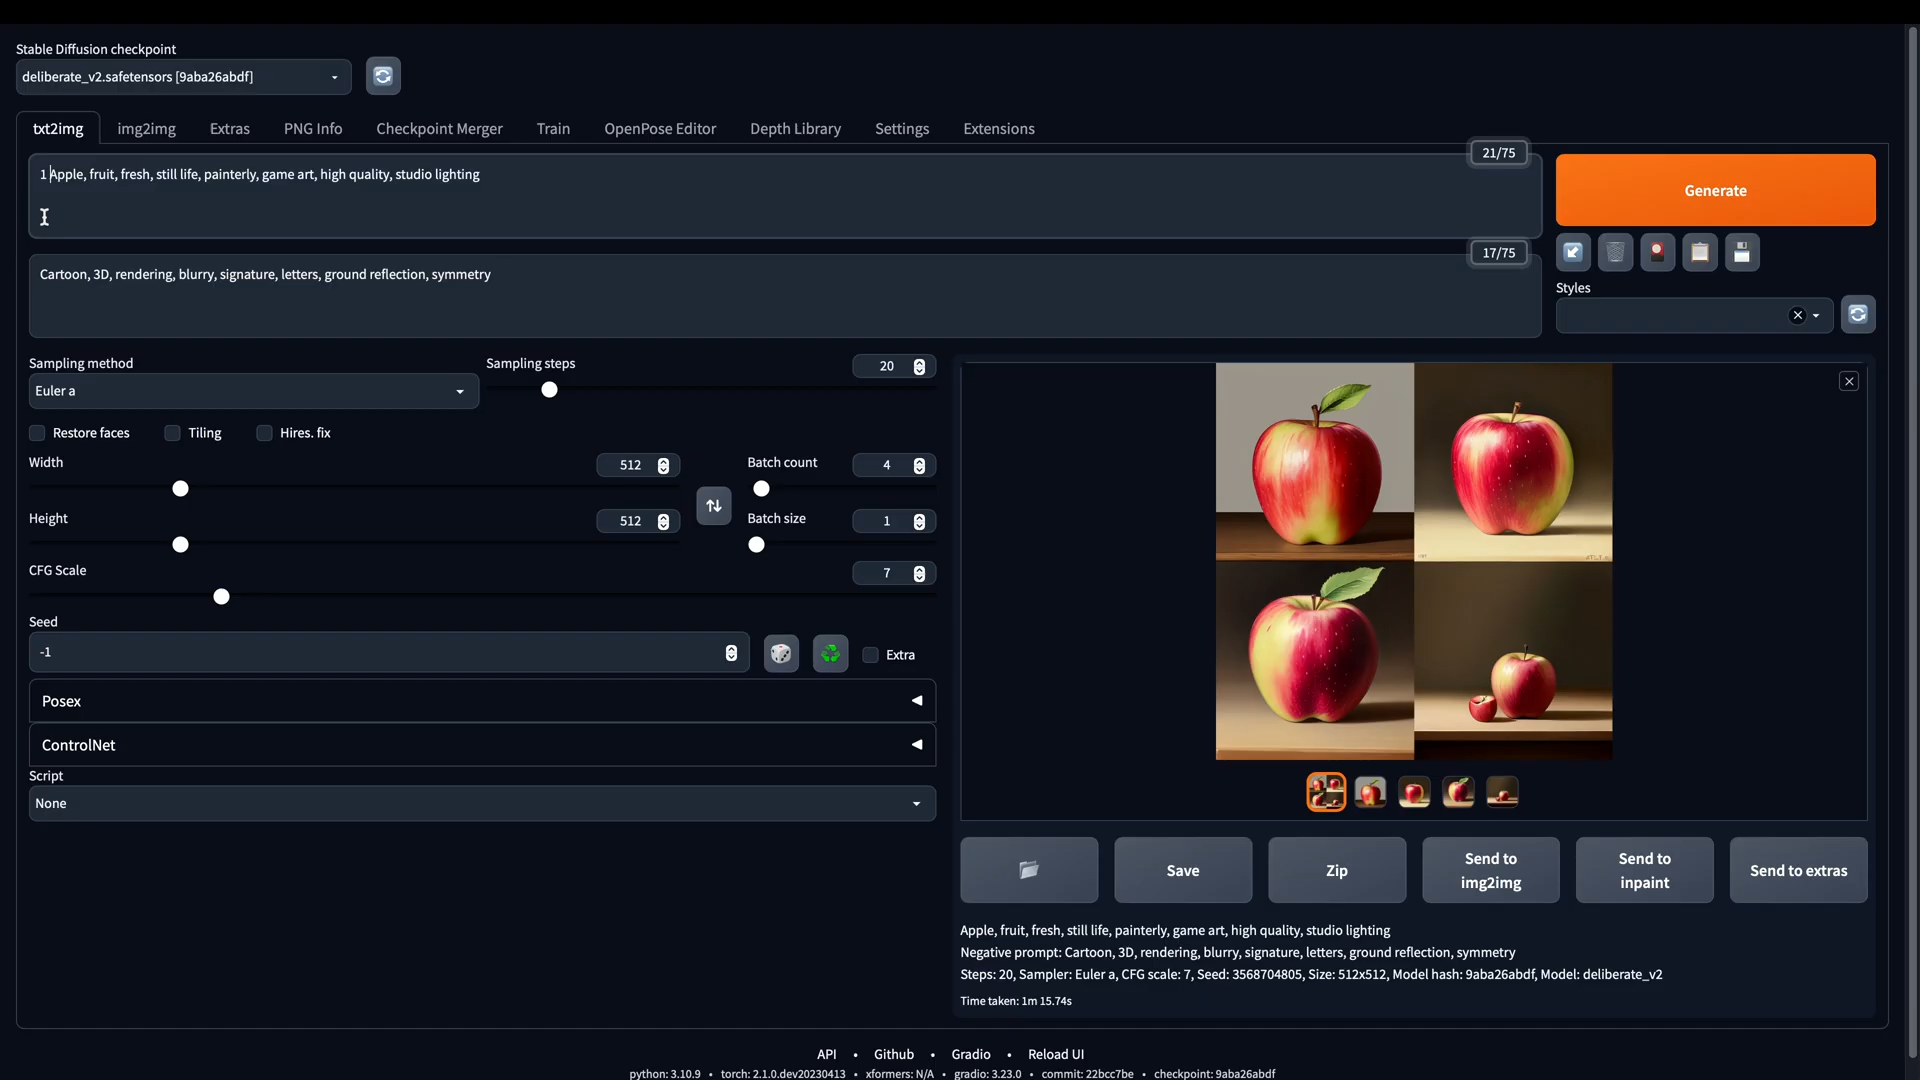 Stable Diffusion checkpoint
deliberate_v2.safetensors [9aba26abdf]
txt2img img2img Extras PNG Info Checkpoint Merger Train OpenPose Editor Depth Library Settings Extensions
21/75
1 Apple, fruit, fresh, still life, painterly, game art, high quality, studio lighting
Generate
17/75
Cartoon, 3D, rendering, blurry, signature, letters, ground reflection, symmetry
Styles
Sampling method
Euler a
Sampling steps
20
Restore faces Tiling Hires. fix
Width
512
Batch count
4
Height
512
Batch size
1
CFG Scale
7
Seed
-1
Extra
Posex
ControlNet
Script
None
Save
Zip
Send to
img2img
Send to
inpaint
Send to extras
Apple, fruit, fresh, still life, painterly, game art, high quality, studio lighting
Negative prompt: Cartoon, 3D, rendering, blurry, signature, letters, ground reflection, symmetry
Steps: 20, Sampler: Euler a, CFG scale: 7, Seed: 3568704805, Size: 512x512, Model hash: 9aba26abdf, Model: deliberate_v2
Time taken: 1m 15.74s
API • Github • Gradio • Reload UI
python: 3.10.9 • torch: 2.1.0.dev20230413 • xformers: N/A • gradio: 3.23.0 • commit: 22bcc7be • checkpoint: 9aba26abdf